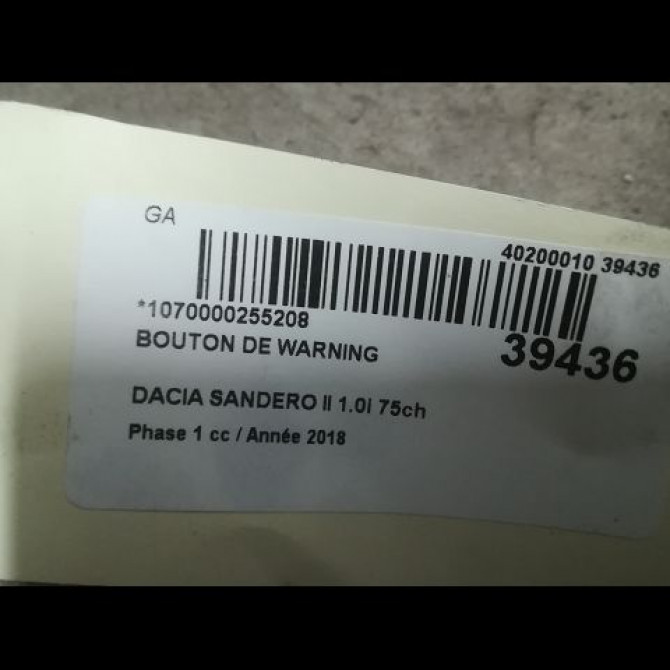 GA
40200010 39436
*1070000255208
39436
BOUTON DE WARNING
DACIA SANDERO II 1.0i 75ch
Phase 1 cc / Année 2018